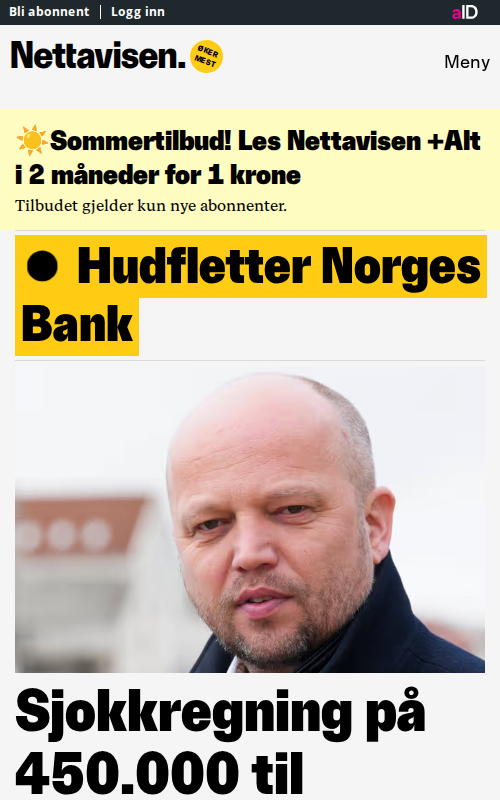 Bli abonnent | Logg inn
aID
Nettavisen.
ØKER
MEST
Meny
☀️Sommertilbud! Les Nettavisen +Alt
i 2 måneder for 1 krone
Tilbudet gjelder kun nye abonnenter.
● Hudfletter Norges
Bank
Sjokkregning på
450.000 til